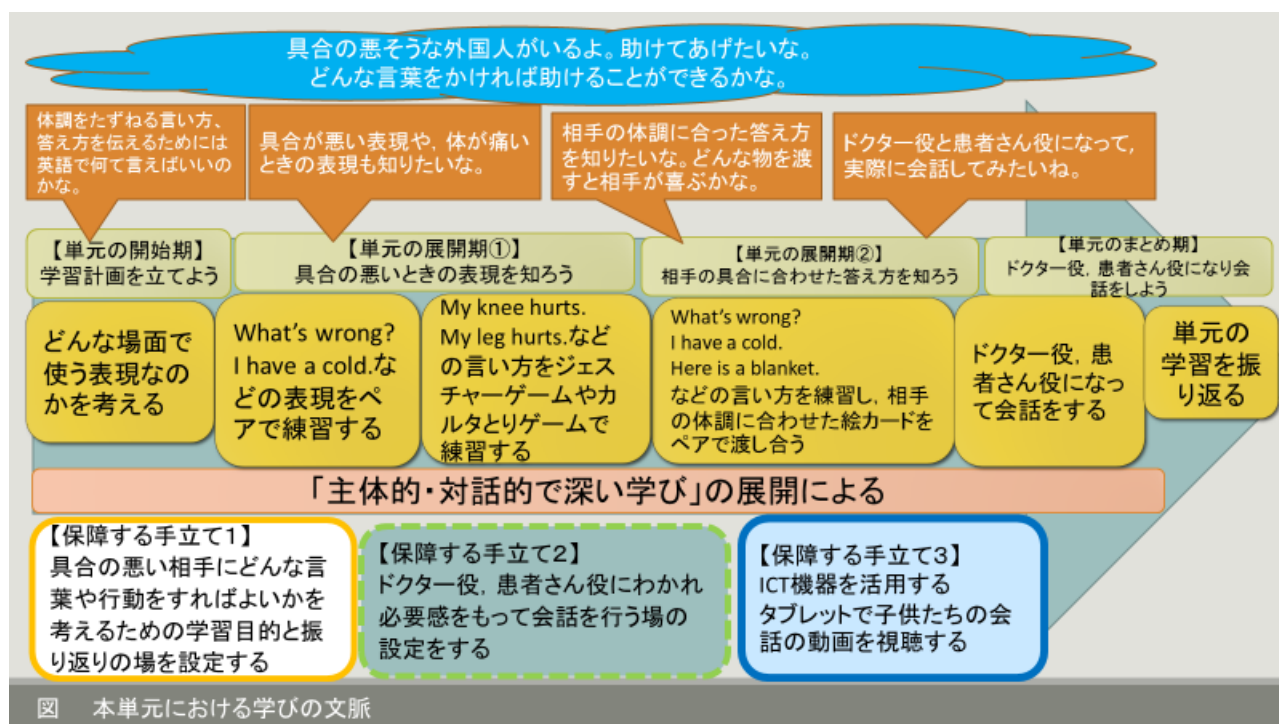 具合の悪そうな外国人がいるよ。助けてあげたいな。
どんな言葉をかければ助けることができるかな。
体調をたずねる言い方、
答え方を伝えるためには
英語で何て言えばいいの
かな。
具合が悪い表現や，体が痛い
ときの表現も知りたいな。
相手の体調に合った答え方
を知りたいな。どんな物を渡
すと相手が喜ぶかな。
ドクター役と患者さん役になって，
実際に会話してみたいね。
【単元の開始期】
学習計画を立てよう
【単元の展開期①】
具合の悪いときの表現を知ろう
【単元の展開期②】
相手の具合に合わせた答え方を知ろう
【単元のまとめ期】
ドクター役，患者さん役になり会
話をしよう
どんな場面で
使う表現なの
かを考える
What's wrong?
I have a cold.な
どの表現をペ
アで練習する
My knee hurts.
My leg hurts.など
の言い方をジェス
チャーゲームやカ
ルタとりゲームで
練習する
What's wrong?
I have a cold.
Here is a blanket.
などの言い方を練習し，相手
の体調に合わせた絵カードを
ペアで渡し合う
ドクター役，患
者さん役になっ
て会話をする
単元の
学習を振
り返る
「主体的・対話的で深い学び」の展開による
【保障する手立て１】
具合の悪い相手にどんな言
葉や行動をすればよいかを
考えるための学習目的と振
り返りの場を設定する
【保障する手立て２】
ドクター役，患者さん役にわかれ
必要感をもって会話を行う場の
設定をする
【保障する手立て３】
ICT機器を活用する
タブレットで子供たちの会
話の動画を視聴する
図　本単元における学びの文脈